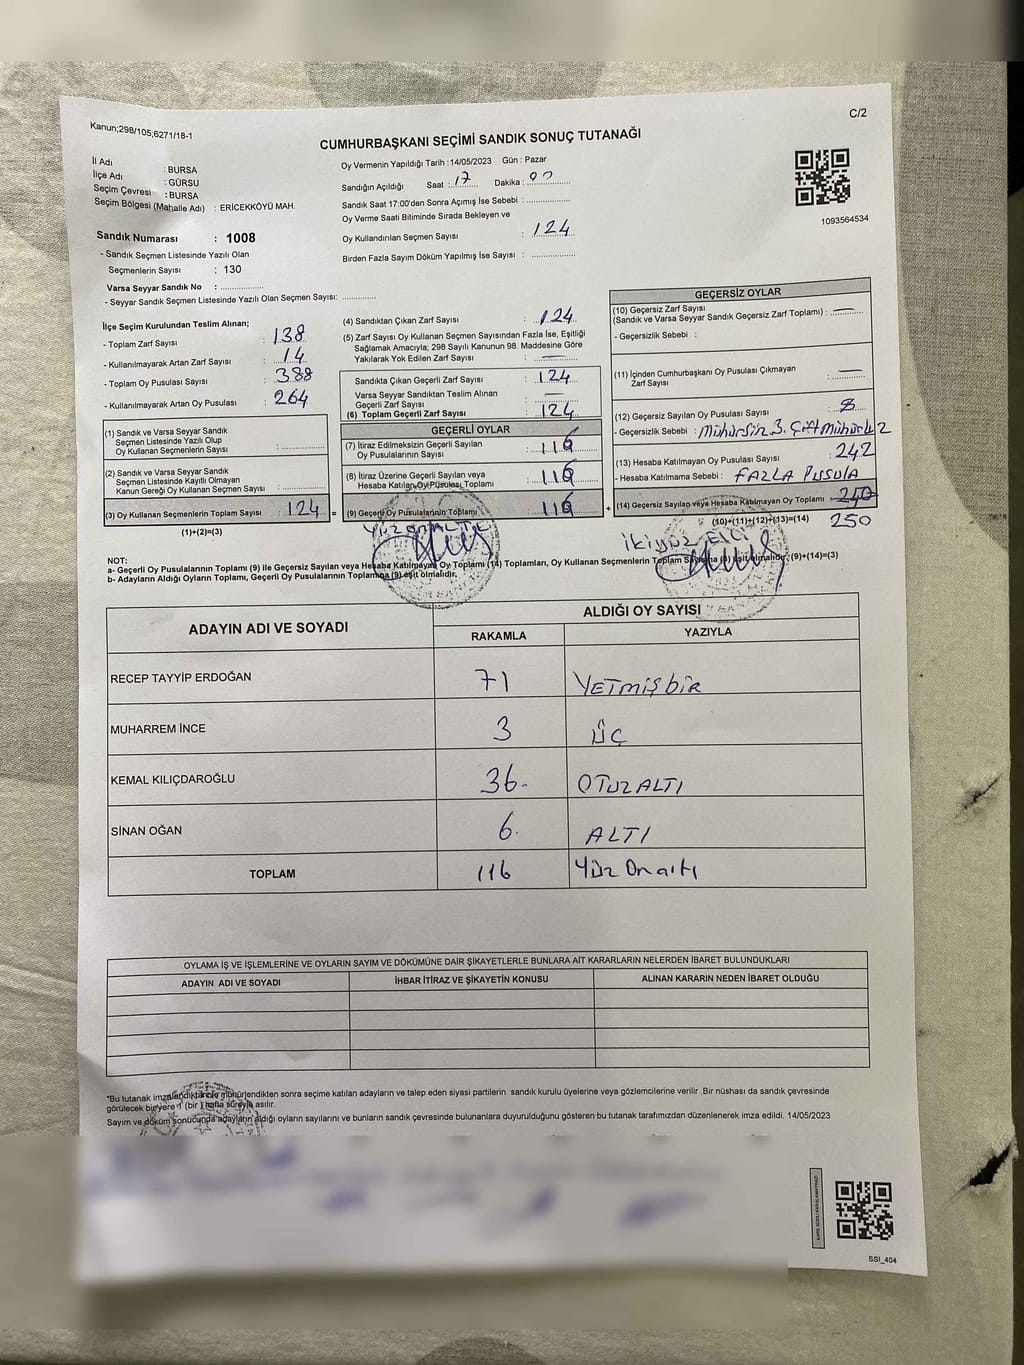 Kanun;298/105;6271/18-1
C/2
CUMHURBAŞKANI SEÇİMİ SANDIK SONUÇ TUTANAĞI
İl Adı : BURSA
İlçe Adı : GÜRSU
Seçim Çevresi : BURSA
Seçim Bölgesi (Mahalle Adı) : ERİCEKKÖYÜ MAH.
Sandık Numarası : 1008
- Sandık Seçmen Listesinde Yazılı Olan
Seçmenlerin Sayısı : 130
Varsa Seyyar Sandık No : ....................
- Seyyar Sandık Seçmen Listesinde Yazılı Olan Seçmen Sayısı: ..................
Oy Vermenin Yapıldığı Tarih :14/05/2023 Gün : Pazar
Sandığın Açıldığı Saat : 17 Dakika : 00
Sandık Saat 17:00'den Sonra Açımış İse Sebebi : ....................
Oy Verme Saati Bitiminde Sırada Bekleyen ve
Oy Kullandırılan Seçmen Sayısı : 124
Birden Fazla Sayım Döküm Yapılmış İse Sayısı : ..............
1093564534
İlçe Seçim Kurulundan Teslim Alınan;
- Toplam Zarf Sayısı : 138
- Kullanılmayarak Artan Zarf Sayısı : 14
- Toplam Oy Pusulası Sayısı : 388
- Kullanılmayarak Artan Oy Pusulası : 264
(1) Sandık ve Varsa Seyyar Sandık
Seçmen Listesinde Yazılı Olup
Oy Kullanan Seçmenlerin Sayısı : ..............
(2) Sandık ve Varsa Seyyar Sandık
Seçmen Listesinde Kayıtlı Olmayan
Kanun Gereği Oy Kullanan Seçmen Sayısı : ..............
(3) Oy Kullanan Seçmenlerin Toplam Sayısı : 124
(1)+(2)=(3)
(4) Sandıktan Çıkan Zarf Sayısı : 124
(5) Zarf Sayısı Oy Kullanan Seçmen Sayısından Fazla İse, Eşitliği
Sağlamak Amacıyla; 298 Sayılı Kanunun 98. Maddesine Göre
Yakılarak Yok Edilen Zarf Sayısı : —
Sandıkta Çıkan Geçerli Zarf Sayısı : 124
Varsa Seyyar Sandıktan Teslim Alınan
Geçerli Zarf Sayısı : —
(6) Toplam Geçerli Zarf Sayısı : 124
GEÇERLİ OYLAR
(7) İtiraz Edilmeksizin Geçerli Sayılan
Oy Pusulalarının Sayısı : 116
(8) İtiraz Üzerine Geçerli Sayılan veya
Hesaba Katılan Oy Pusulası Toplamı : 116
= (9) Geçerli Oy Pusulalarının Toplamı : 116 +
YÜZ ONALTI
GEÇERSİZ OYLAR
(10) Geçersiz Zarf Sayısı
(Sandık ve Varsa Seyyar Sandık Geçersiz Zarf Toplamı) : —
- Geçersizlik Sebebi :
(11) İçinden Cumhurbaşkanı Oy Pusulası Çıkmayan
Zarf Sayısı : —
(12) Geçersiz Sayılan Oy Pusulası Sayısı : 8
- Geçersizlik Sebebi : Mühürsüz 3. Çift Mühürlü 2
(13) Hesaba Katılmayan Oy Pusulası Sayısı : 242
- Hesaba Katılmama Sebebi : FAZLA PUSULA
(14) Geçersiz Sayılan veya Hesaba Katılmayan Oy Toplamı
(10)+(11)+(12)+(13)=(14) 250
ikiyüz ELLİ
NOT:
a- Geçerli Oy Pusulalarının Toplamı (9) ile Geçersiz Sayılan veya Hesaba Katılmayan Oy Toplamı (14) Toplamları, Oy Kullanan Seçmenlerin Toplam Sayısına (3) eşit olmalıdır.(9)+(14)=(3)
b- Adayların Aldığı Oyların Toplamı, Geçerli Oy Pusulalarının Toplamına (9) eşit olmalıdır.
ADAYIN ADI VE SOYADI ALDIĞI OY SAYISI
RAKAMLA YAZIYLA
RECEP TAYYİP ERDOĞAN 71 YETMİŞ BİR
MUHARREM İNCE 3 ÜÇ
KEMAL KILIÇDAROĞLU 36- OTUZALTI
SİNAN OĞAN 6. ALTI
TOPLAM 116 Yüz Onaltı
OYLAMA İŞ VE İŞLEMLERİNE VE OYLARIN SAYIM VE DÖKÜMÜNE DAİR ŞİKAYETLERLE BUNLARA AİT KARARLARIN NELERDEN İBARET BULUNDUKLARI
ADAYIN ADI VE SOYADI İHBAR İTİRAZ VE ŞİKAYETİN KONUSU ALINAN KARARIN NEDEN İBARET OLDUĞU
*Bu tutanak imzalandıktan ve mühürlendikten sonra seçime katılan adayların ve talep eden siyasi partilerin sandık kurulu üyelerine veya gözlemcilerine verilir .Bir nüshası da sandık çevresinde
görülecek bir yere 1 (bir ) hafta süreyle asılır.
Sayım ve döküm sonucunda adayların aldığı oyların sayılarını ve bunların sandık çevresinde bulunanlara duyurulduğunu gösteren bu tutanak tarafımızdan düzenlenerek imza edildi. 14/05/2023
SSI_404